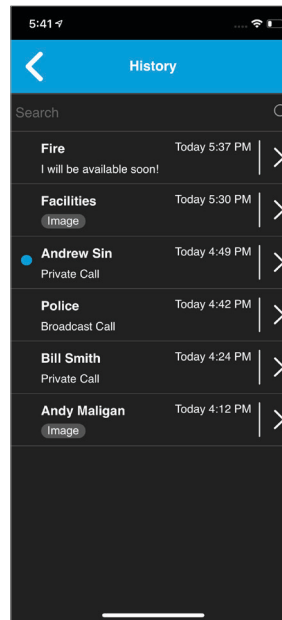 5:41
History
Search
Fire
Today 5:37 PM
I will be available soon!
Facilities
Today 5:30 PM
Image
Andrew Sin
Today 4:49 PM
Private Call
Police
Today 4:42 PM
Broadcast Call
Bill Smith
Today 4:24 PM
Private Call
Andy Maligan
Today 4:12 PM
Image